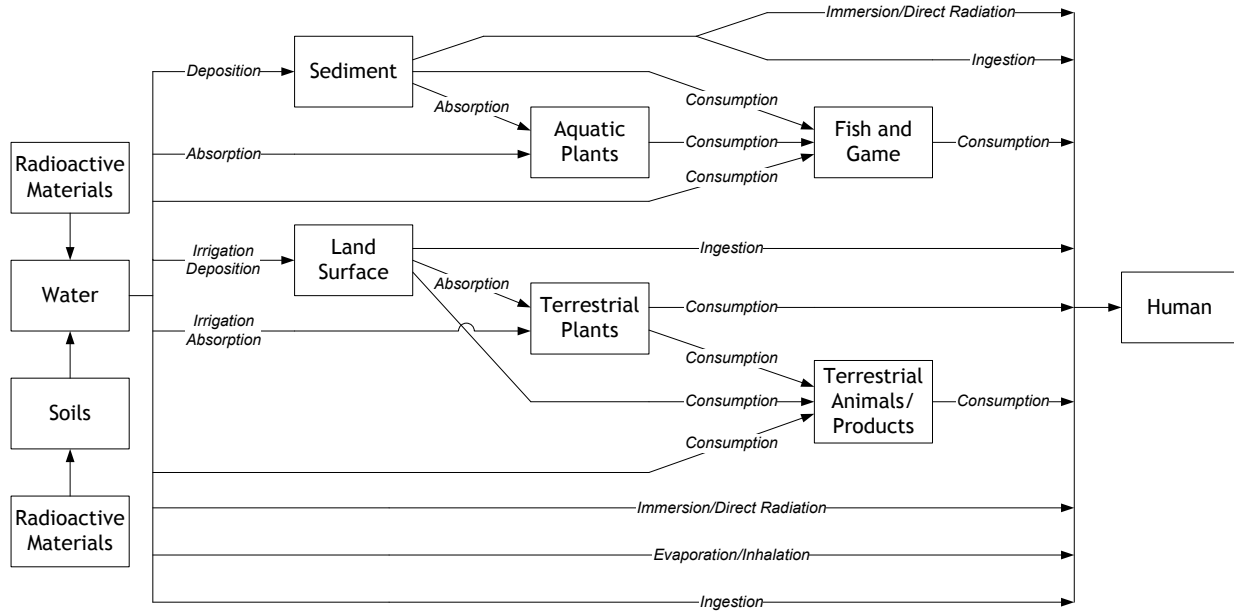 Immersion/Direct Radiation
Ingestion
Deposition
Sediment
Consumption
Absorption
Aquatic
Plants
Consumption
Fish and
Game
Consumption
Absorption
Consumption
Radioactive
Materials
Irrigation
Deposition
Land
Surface
Ingestion
Absorption
Water
Terrestrial
Plants
Consumption
Human
Irrigation
Absorption
Consumption
Soils
Consumption
Terrestrial
Animals/
Products
Consumption
Consumption
Radioactive
Materials
Immersion/Direct Radiation
Evaporation/Inhalation
Ingestion